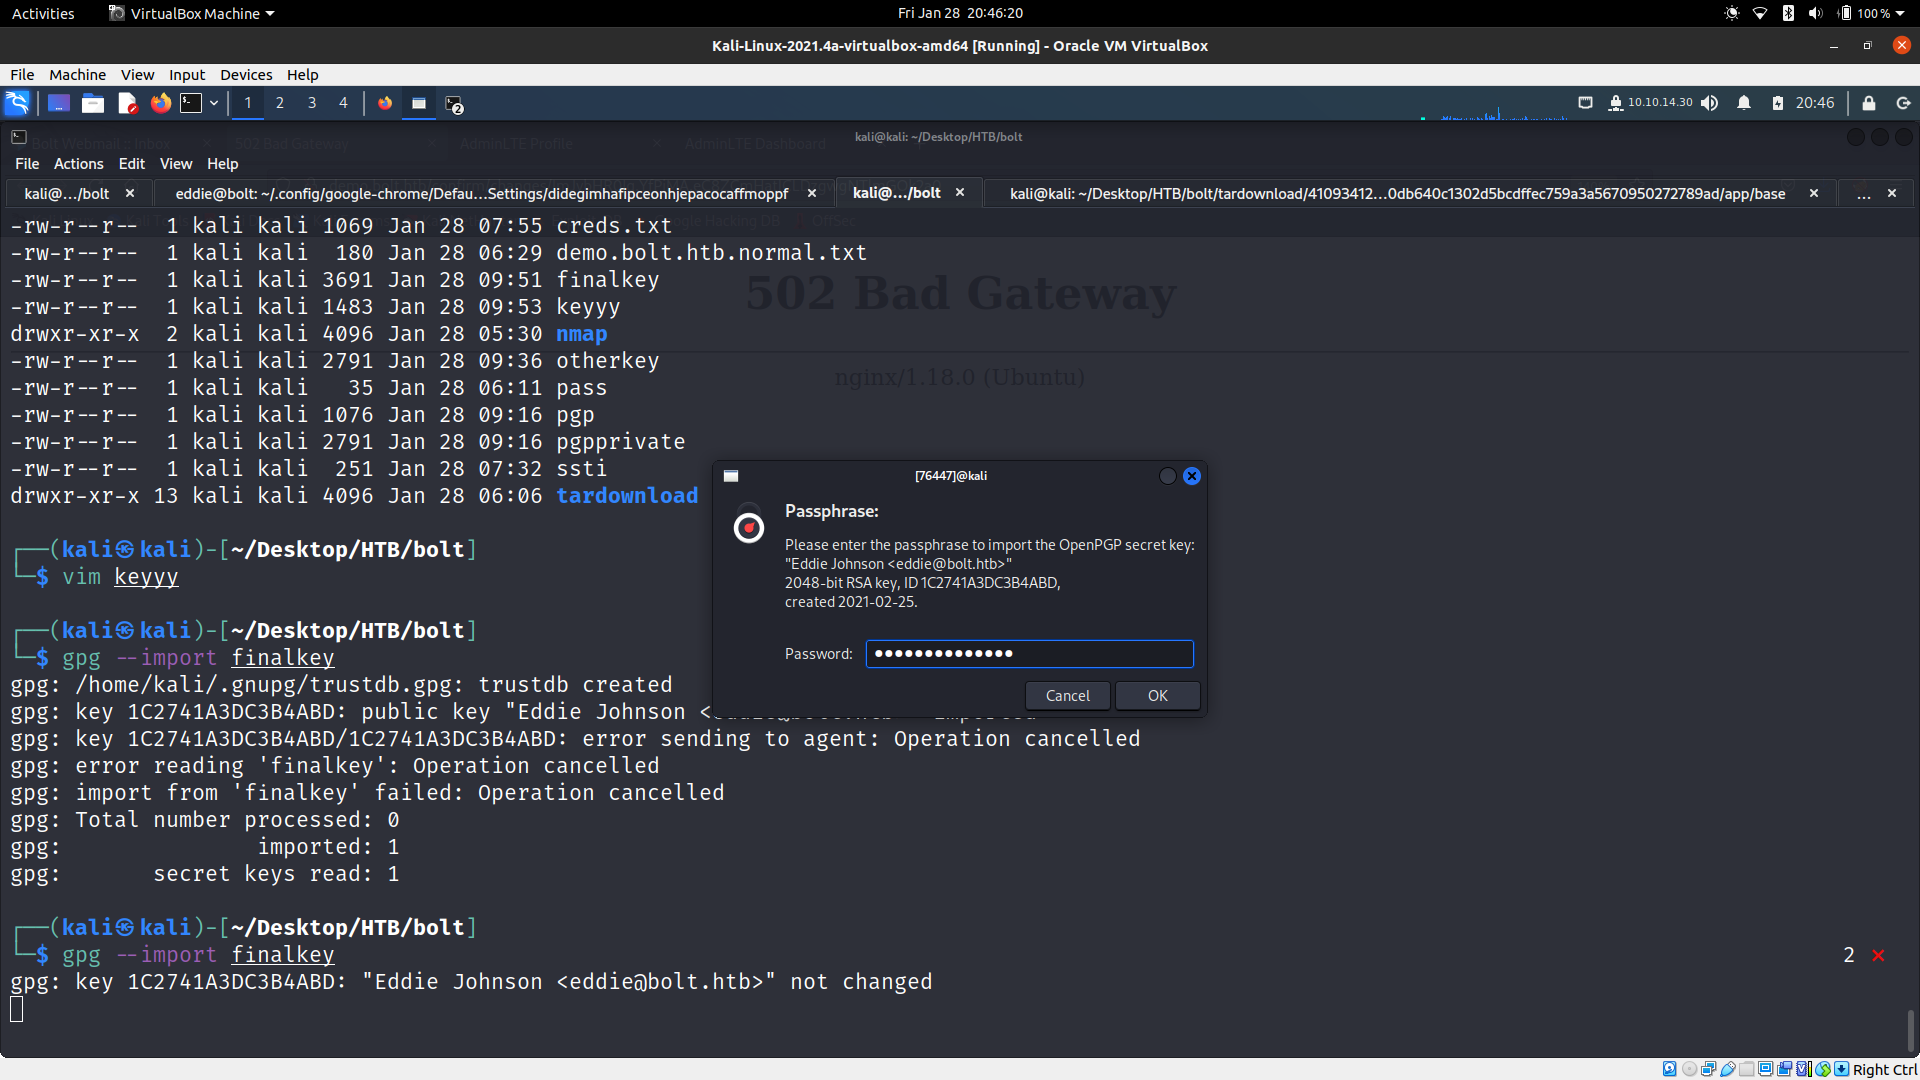 Activities VirtualBox Machine Fri Jan 28 20:46:20 100 %
Kali-Linux-2021.4a-virtualbox-amd64 [Running] - Oracle VM VirtualBox
File Machine View Input Devices Help
1 2 3 4 2 10.10.14.30 20:46
Bolt Webmail :: Inbox 502 Bad Gateway AdminLTE Profile AdminLTE Dashboard kali@kali: ~/Desktop/HTB/bolt
File Actions Edit View Help
kali@.../bolt eddie@bolt: ~/.config/google-chrome/Defau...Settings/didegimhafipceonhjepacocaffmoppf kali@.../bolt kali@kali: ~/Desktop/HTB/bolt/tardownload/41093412...0db640c1302d5bcdffec759a3a5670950272789ad/app/base ...
-rw-r--r-- 1 kali kali 1069 Jan 28 07:55 creds.txt
-rw-r--r-- 1 kali kali 180 Jan 28 06:29 demo.bolt.htb.normal.txt
-rw-r--r-- 1 kali kali 3691 Jan 28 09:51 finalkey
502 Bad Gateway
-rw-r--r-- 1 kali kali 1483 Jan 28 09:53 keyyy
drwxr-xr-x 2 kali kali 4096 Jan 28 05:30 nmap
-rw-r--r-- 1 kali kali 2791 Jan 28 09:36 otherkey
nginx/1.18.0 (Ubuntu)
-rw-r--r-- 1 kali kali 35 Jan 28 06:11 pass
-rw-r--r-- 1 kali kali 1076 Jan 28 09:16 pgp
-rw-r--r-- 1 kali kali 2791 Jan 28 09:16 pgpprivate
-rw-r--r-- 1 kali kali 251 Jan 28 07:32 ssti
drwxr-xr-x 13 kali kali 4096 Jan 28 06:06 tardownload
┌──(kali㉿kali)-[~/Desktop/HTB/bolt]
└─$ vim keyyy
┌──(kali㉿kali)-[~/Desktop/HTB/bolt]
└─$ gpg --import finalkey
gpg: /home/kali/.gnupg/trustdb.gpg: trustdb created
gpg: key 1C2741A3DC3B4ABD: public key "Eddie Johnson <eddie@bolt.htb>" imported
gpg: key 1C2741A3DC3B4ABD/1C2741A3DC3B4ABD: error sending to agent: Operation cancelled
gpg: error reading 'finalkey': Operation cancelled
gpg: import from 'finalkey' failed: Operation cancelled
gpg: Total number processed: 0
gpg: imported: 1
gpg: secret keys read: 1
┌──(kali㉿kali)-[~/Desktop/HTB/bolt]
└─$ gpg --import finalkey 2 ⨯
gpg: key 1C2741A3DC3B4ABD: "Eddie Johnson <eddie@bolt.htb>" not changed
[76447]@kali
Passphrase:
Please enter the passphrase to import the OpenPGP secret key:
"Eddie Johnson <eddie@bolt.htb>"
2048-bit RSA key, ID 1C2741A3DC3B4ABD,
created 2021-02-25.
Password: ●●●●●●●●●●●●●●
Cancel OK
Right Ctrl